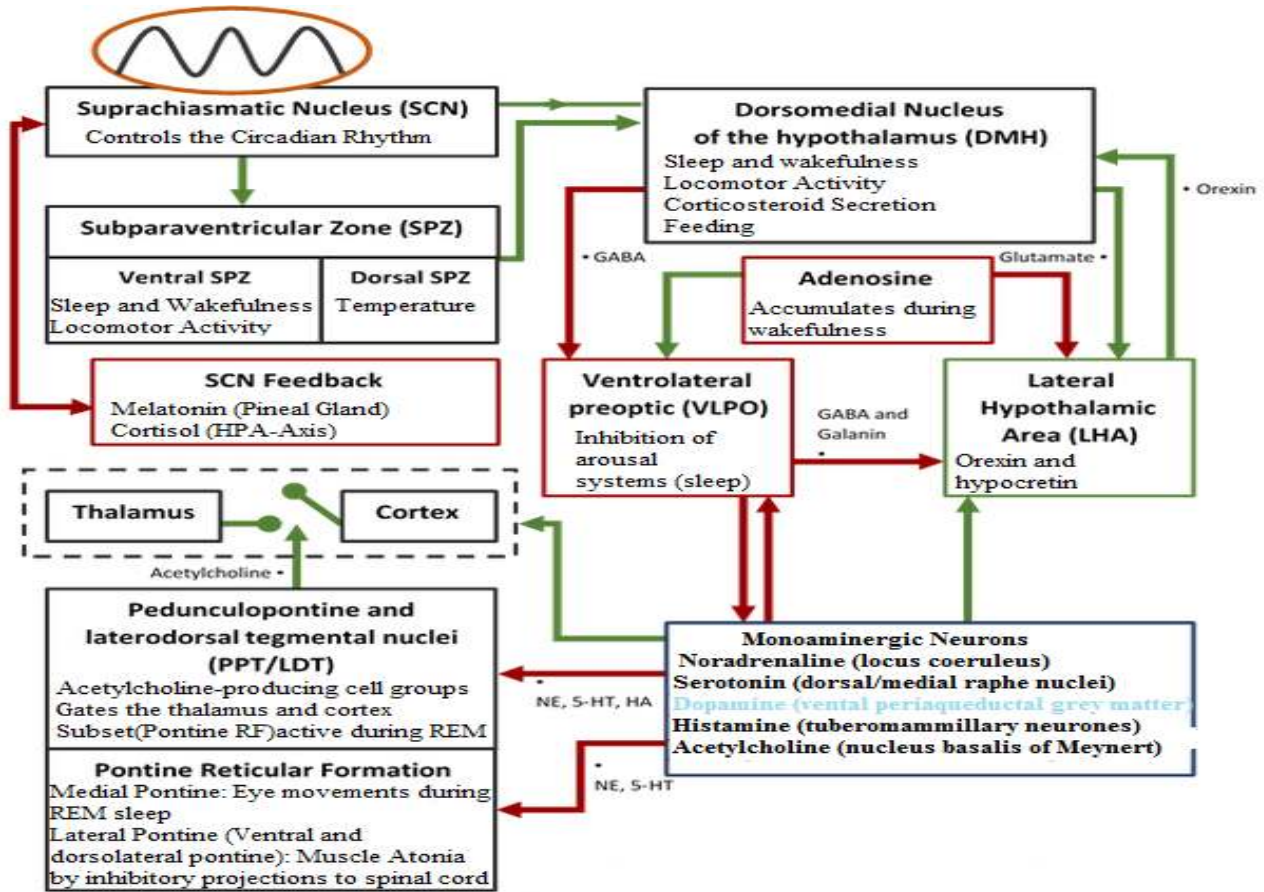 Suprachiasmatic Nucleus (SCN)
Controls the Circadian Rhythm
Dorsomedial Nucleus
of the hypothalamus (DMH)
Sleep and wakefulness
Locomotor Activity
Corticosteroid Secretion
Feeding
• Orexin
Subparaventricular Zone (SPZ)
Ventral SPZ
Sleep and Wakefulness
Locomotor Activity
Dorsal SPZ
Temperature
• GABA
Glutamate •
Adenosine
Accumulates during
wakefulness
SCN Feedback
Melatonin (Pineal Gland)
Cortisol (HPA-Axis)
Ventrolateral
preoptic (VLPO)
Inhibition of
arousal
systems (sleep)
GABA and
Galanin
•
Lateral
Hypothalamic
Area (LHA)
Orexin and
hypocretin
Thalamus
Cortex
Acetylcholine •
Pedunculopontine and
laterodorsal tegmental nuclei
(PPT/LDT)
Acetylcholine-producing cell groups
Gates the thalamus and cortex
Subset(Pontine RF)active during REM
•
NE, 5-HT, HA
Monoaminergic Neurons
Noradrenaline (locus coeruleus)
Serotonin (dorsal/medial raphe nuclei)
Dopamine (vental periaqueductal grey matter)
Histamine (tuberomammillary neurones)
Acetylcholine (nucleus basalis of Meynert)
Pontine Reticular Formation
Medial Pontine: Eye movements during
REM sleep
Lateral Pontine (Ventral and
dorsolateral pontine): Muscle Atonia
by inhibitory projections to spinal cord
•
NE, 5-HT